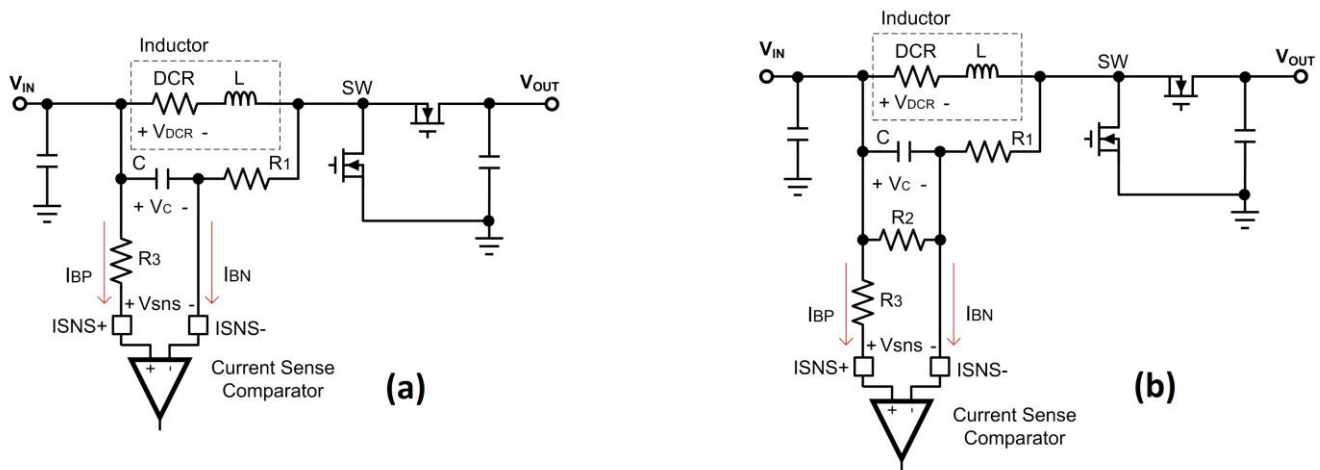 Inductor
VIN
DCR
L
SW
VOUT
+ VDCR -
C
R1
+ VC -
R3
IBP
IBN
+ Vsns -
ISNS+
ISNS-
+ -
Current Sense
Comparator
(a)
Inductor
VIN
DCR
L
SW
VOUT
+ VDCR -
C
R1
+ VC -
R2
R3
IBP
IBN
+ Vsns -
ISNS+
ISNS-
+ -
Current Sense
Comparator
(b)